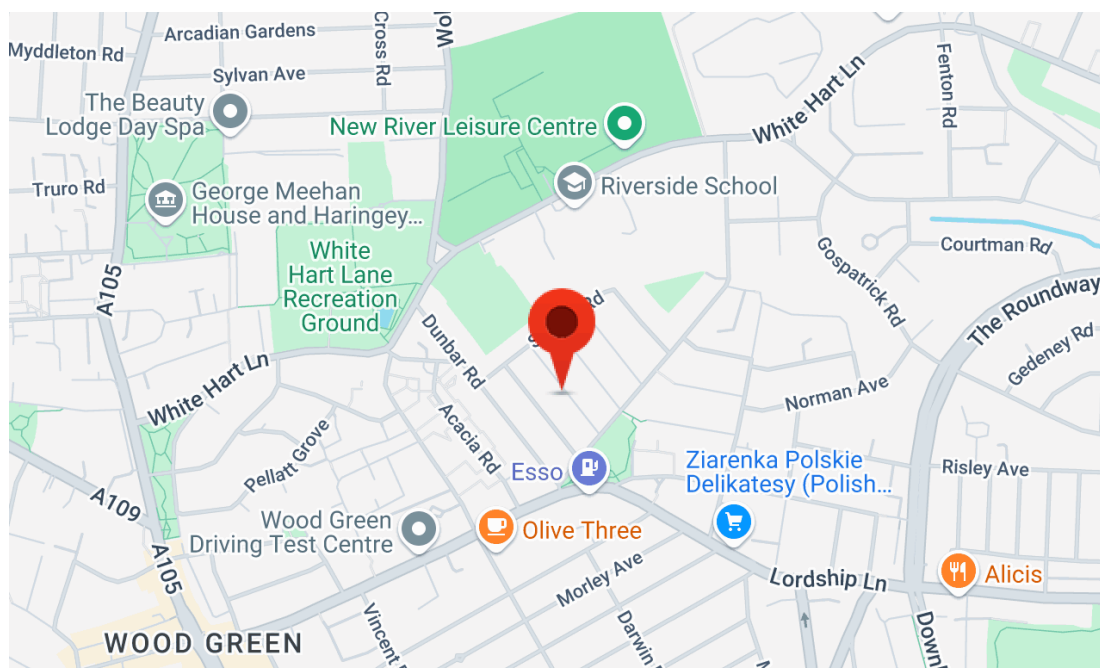 Arcadian Gardens
Myddleton Rd
Sylvan Ave
Cross Rd
The Beauty
Lodge Day Spa
New River Leisure Centre
White Hart Ln
Fenton Rd
Truro Rd
George Meehan
House and Haringey...
Riverside School
White
Hart Lane
Recreation
Ground
A105
Gospatrick Rd
Courtman Rd
The Roundway
Gedeney Rd
Rd
Dunbar Rd
White Hart Ln
Norman Ave
Acacia Rd
Pellatt Grove
Esso
Ziarenka Polskie
Delikatesy (Polish...
Risley Ave
A109
Wood Green
Driving Test Centre
Olive Three
A105
Morley Ave
Lordship Ln
Alicis
WOOD GREEN
Vincent
Darwin
Down